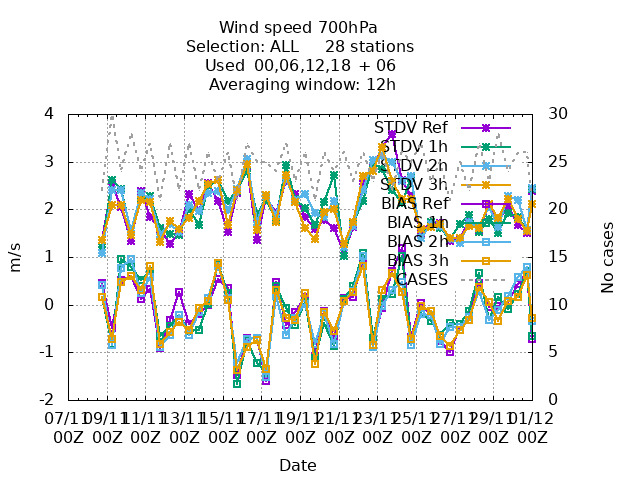 Wind speed 700hPa
Selection: ALL 28 stations
Used 00,06,12,18 + 06
Averaging window: 12h
4
3
2
1
0
-1
-2
m/s
30
25
20
15
10
5
0
No cases
STDV Ref
STDV 1h
STDV 2h
STDV 3h
BIAS Ref
BIAS 1h
BIAS 2h
BIAS 3h
CASES
07/11 09/11 11/11 13/11 15/11 17/11 19/11 21/11 23/11 25/11 27/11 29/11 01/12
00Z 00Z 00Z 00Z 00Z 00Z 00Z 00Z 00Z 00Z 00Z 00Z 00Z
Date